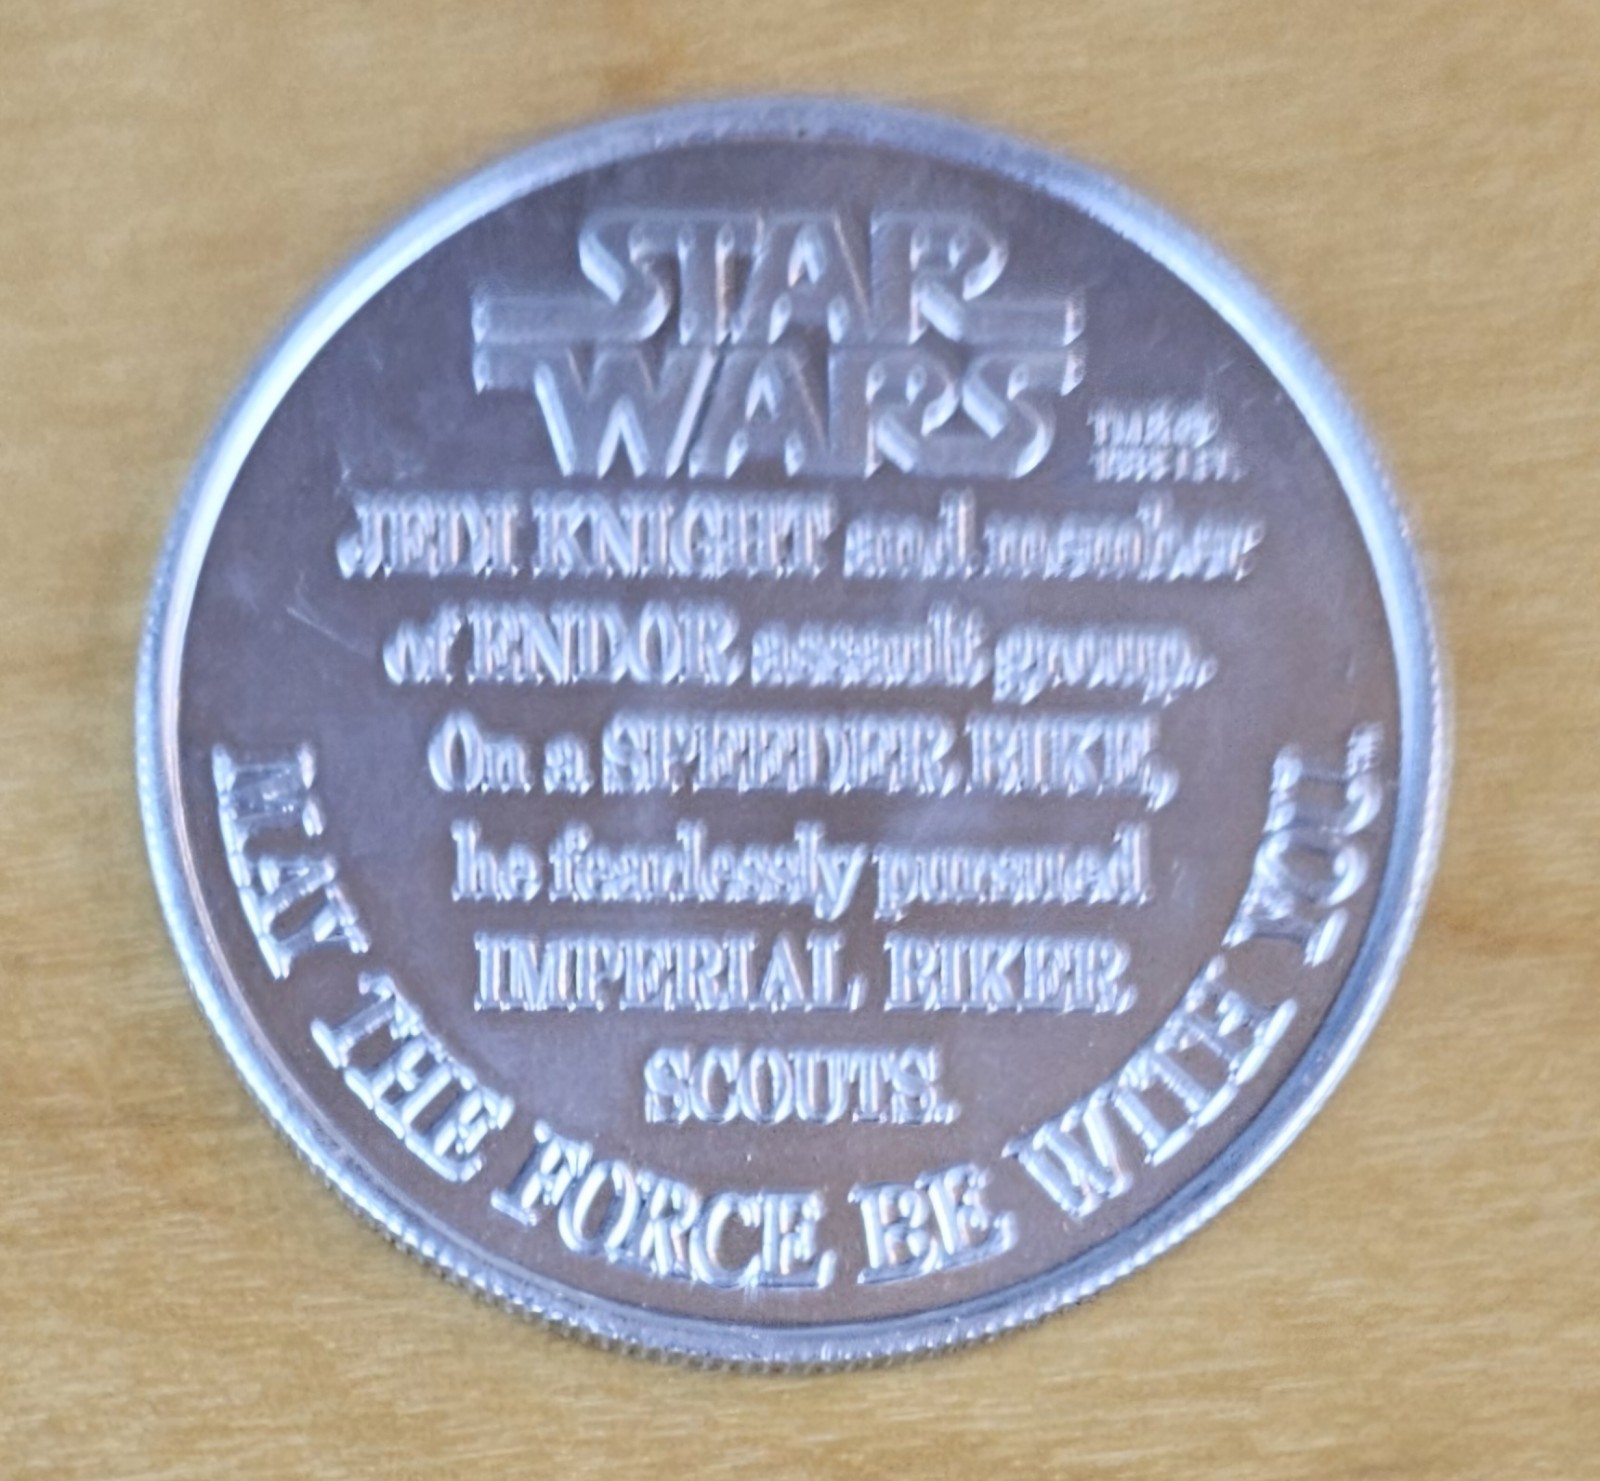 STAR
WARS
JEDI KNIGHT and member
of ENDOR assault group.
On a SPEEDER BIKE,
he fearlessly pursued
IMPERIAL BIKER
SCOUTS.
MAY THE FORCE BE WITH YOU.